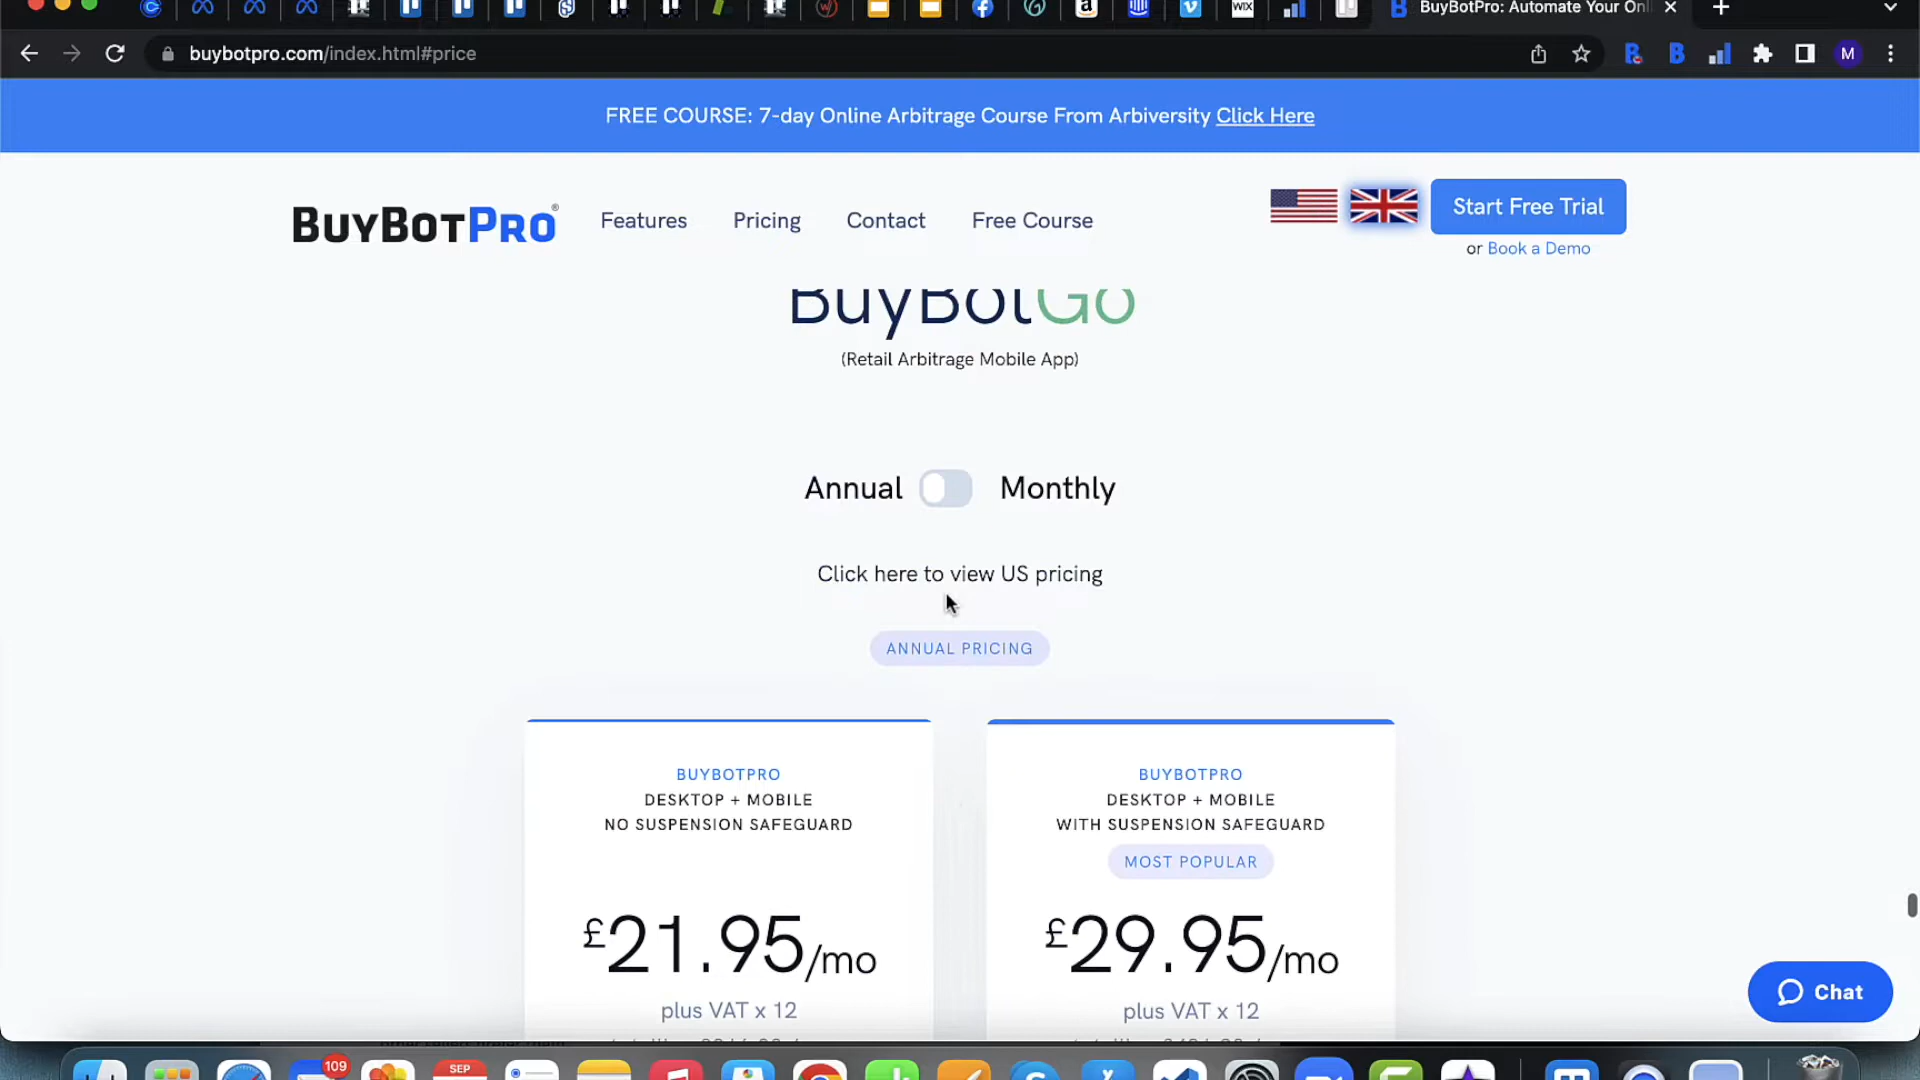 BuyBotPro: Automate Your Onl
buybotpro.com/index.html#price
M
FREE COURSE: 7-day Online Arbitrage Course From Arbiversity Click Here
BUYBOTPRO®
Features
Pricing
Contact
Free Course
Start Free Trial
or Book a Demo
BuyBotGo
(Retail Arbitrage Mobile App)
Annual
Monthly
Click here to view US pricing
ANNUAL PRICING
BUYBOTPRO
DESKTOP + MOBILE
NO SUSPENSION SAFEGUARD
£21.95/mo
plus VAT x 12
BUYBOTPRO
DESKTOP + MOBILE
WITH SUSPENSION SAFEGUARD
MOST POPULAR
£29.95/mo
plus VAT x 12
Chat
109
SEP